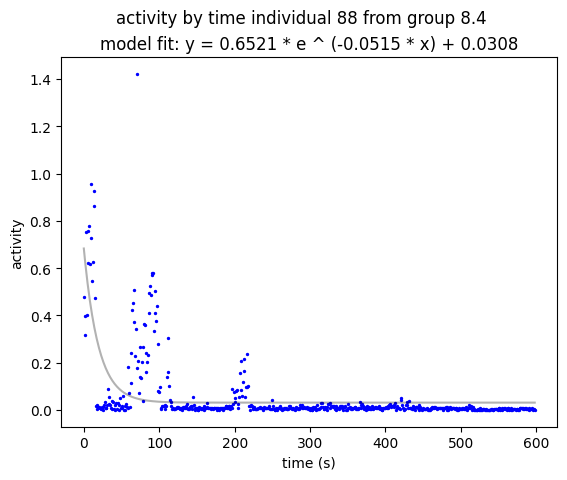 activity by time individual 88 from group 8.4
model fit: y = 0.6521 * e ^ (-0.0515 * x) + 0.0308
1.4
1.2
1.0
0.8
0.6
0.4
0.2
0.0
activity
0 100 200 300 400 500 600
time (s)